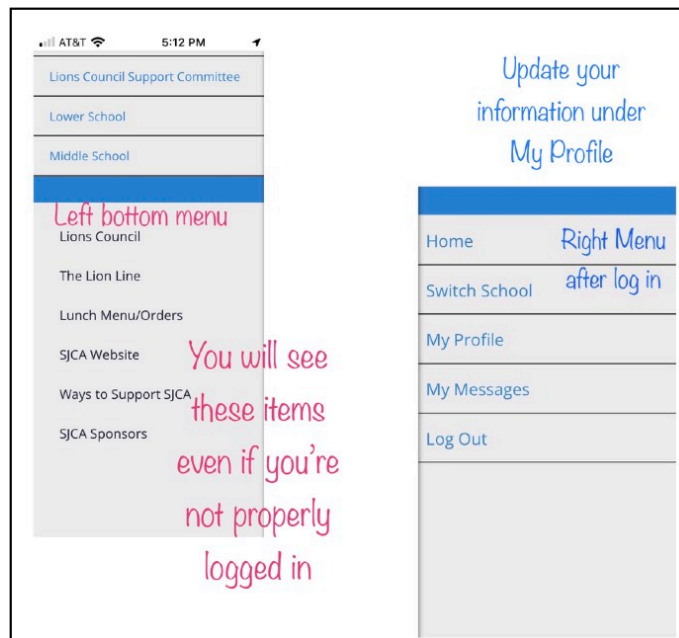 AT&T 5:12 PM
Lions Council Support Committee
Lower School
Middle School
Left bottom menu
Lions Council
The Lion Line
Lunch Menu/Orders
SJCA Website
Ways to Support SJCA
SJCA Sponsors
You will see
these items
even if you're
not properly
logged in
Update your
information under
My Profile
Home
Right Menu
after log in
Switch School
My Profile
My Messages
Log Out